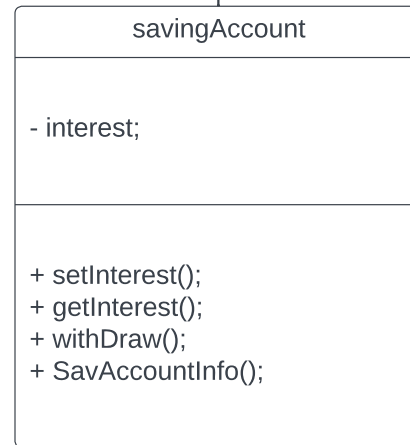 savingAccount
- interest;
+ setInterest();
+ getInterest();
+ withDraw();
+ SavAccountInfo();